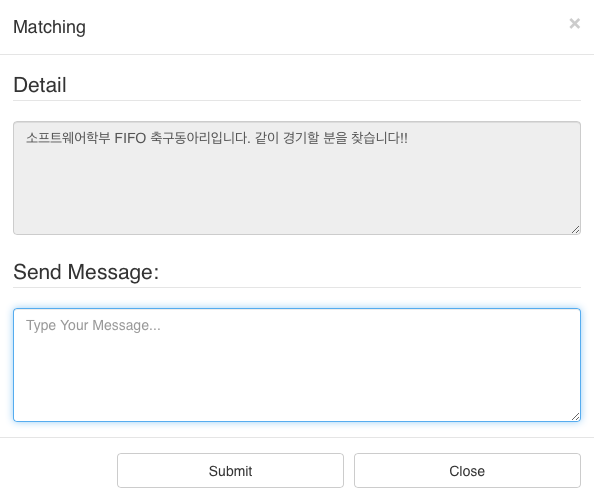 Matching
×
Detail
소프트웨어학부 FIFO 축구동아리입니다. 같이 경기할 분을 찾습니다!!
Send Message:
Type Your Message...
Submit
Close